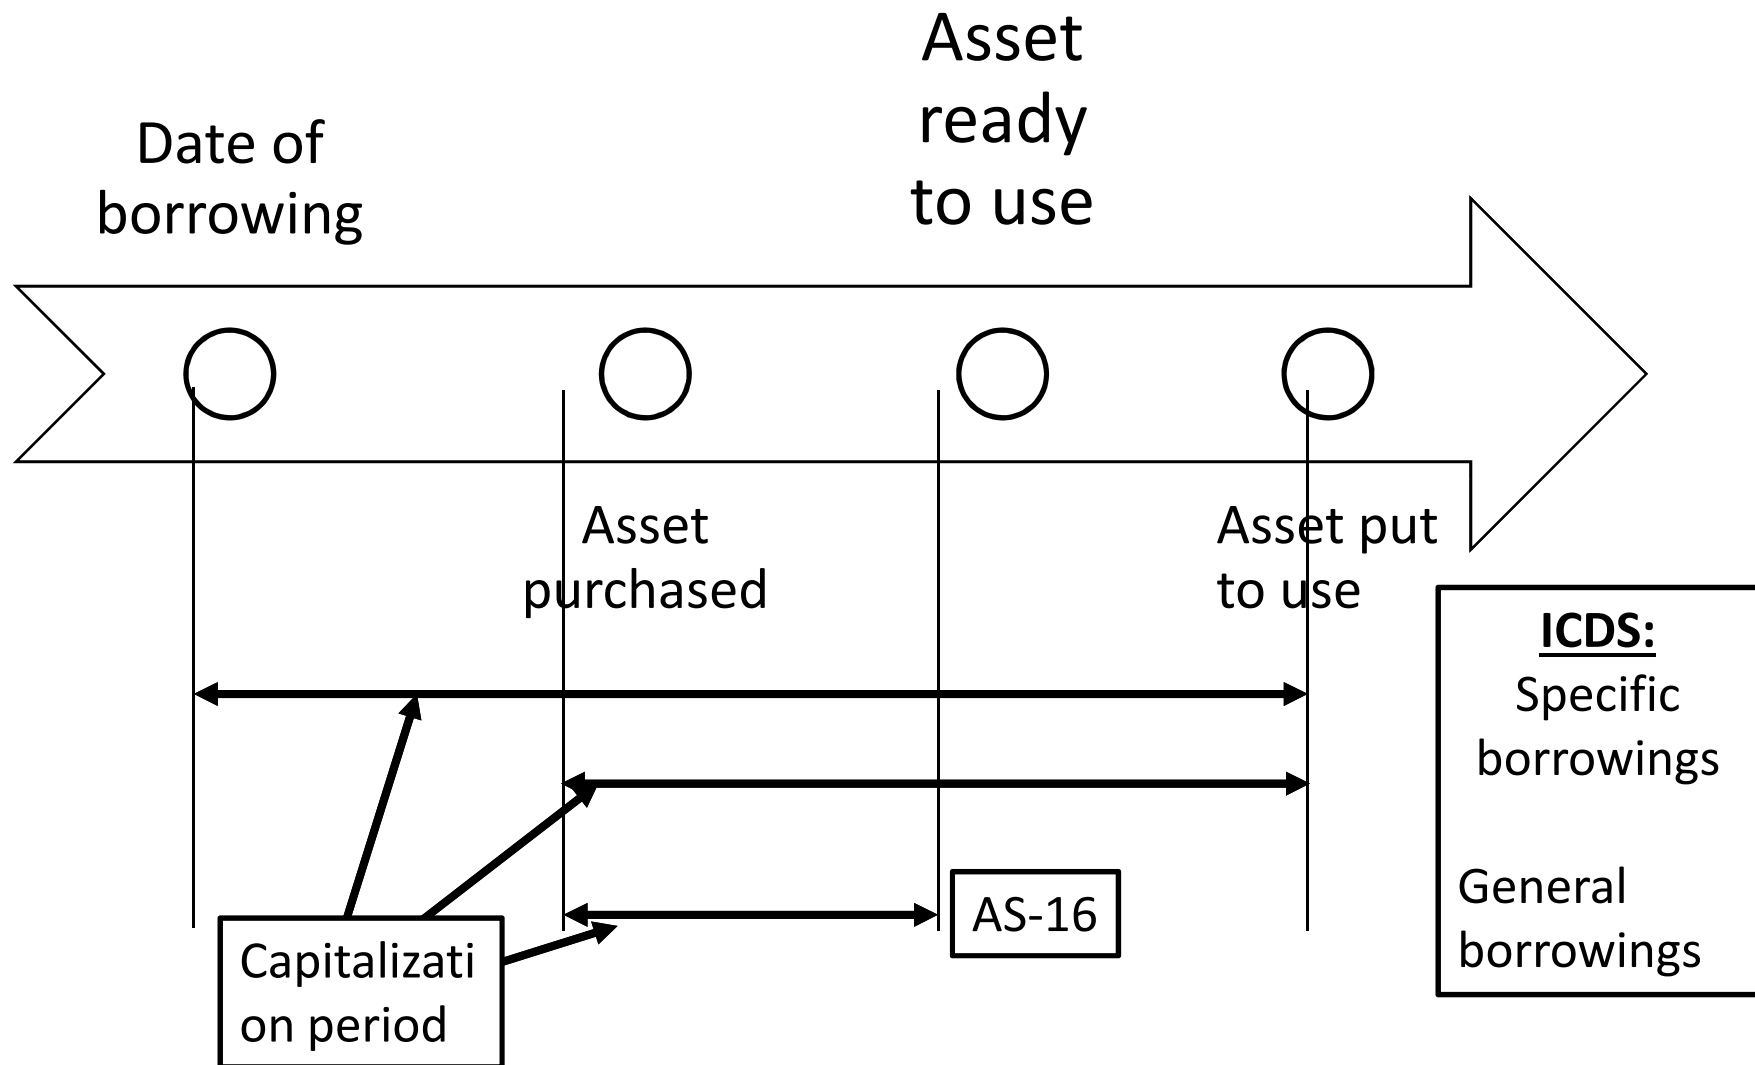 Asset
ready
to use
Date of
borrowing
Asset
purchased
Asset put
to use
ICDS:
Specific
borrowings
General
borrowings
AS-16
Capitalizati
on period